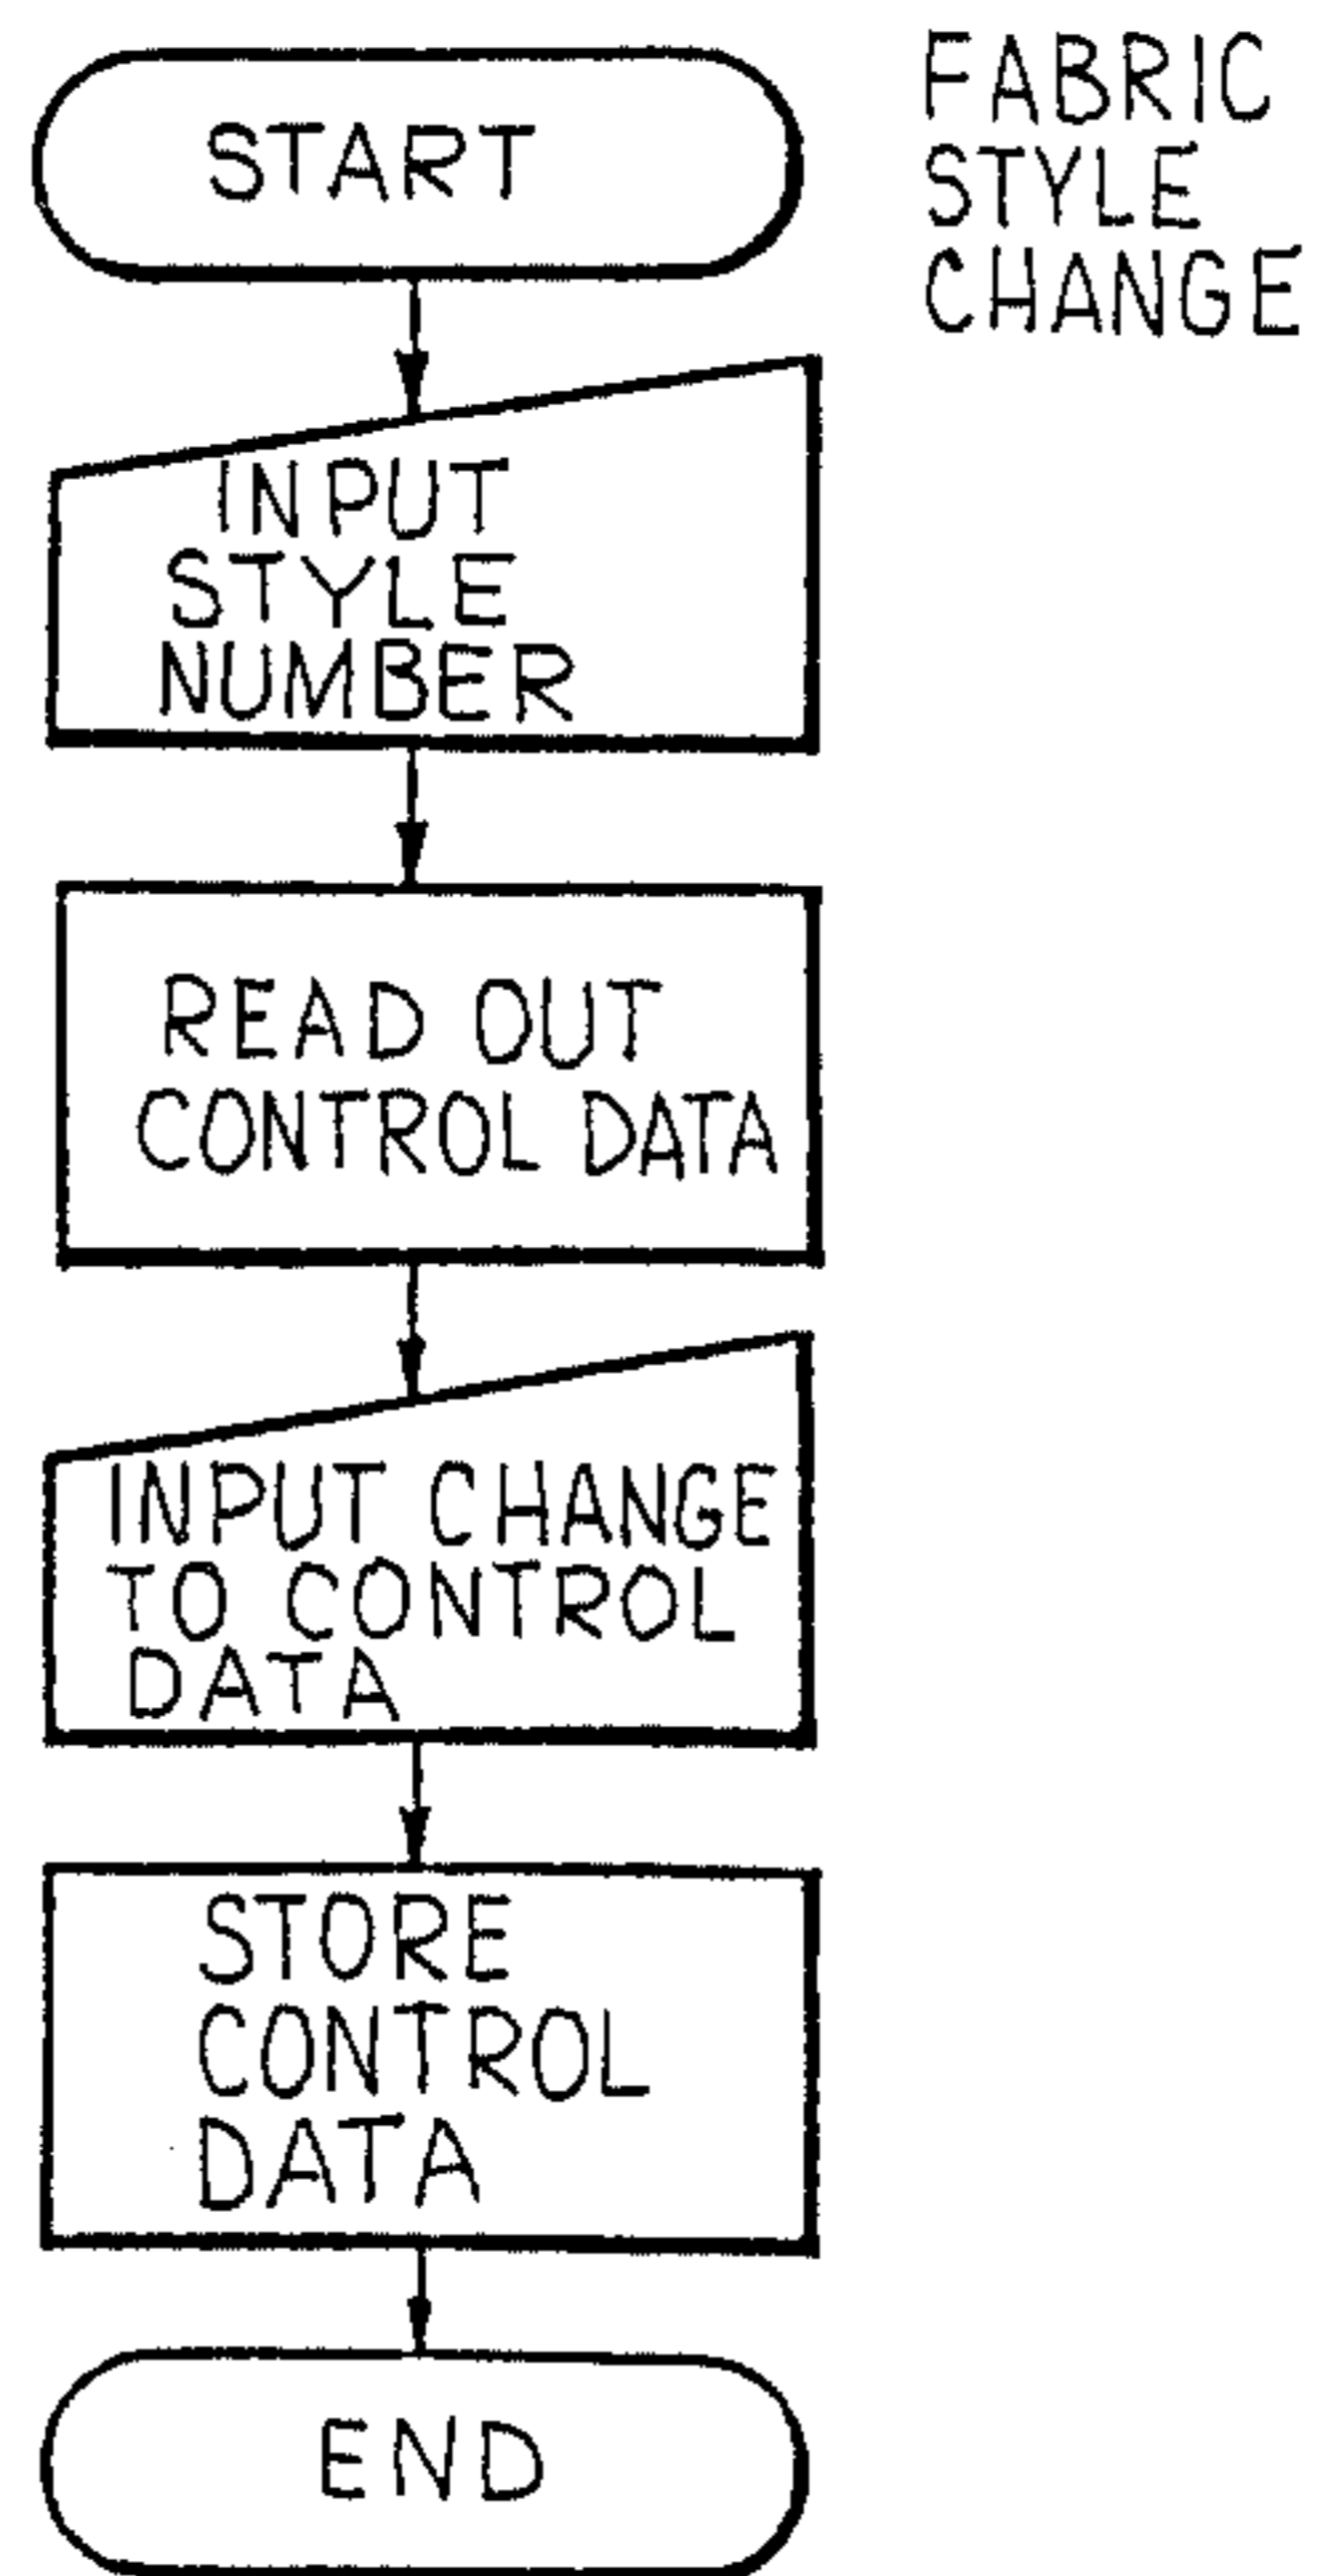 START
FABRIC
STYLE
CHANGE
INPUT
STYLE
NUMBER
READ OUT
CONTROL DATA
INPUT CHANGE
TO CONTROL
DATA
STORE
CONTROL
DATA
END